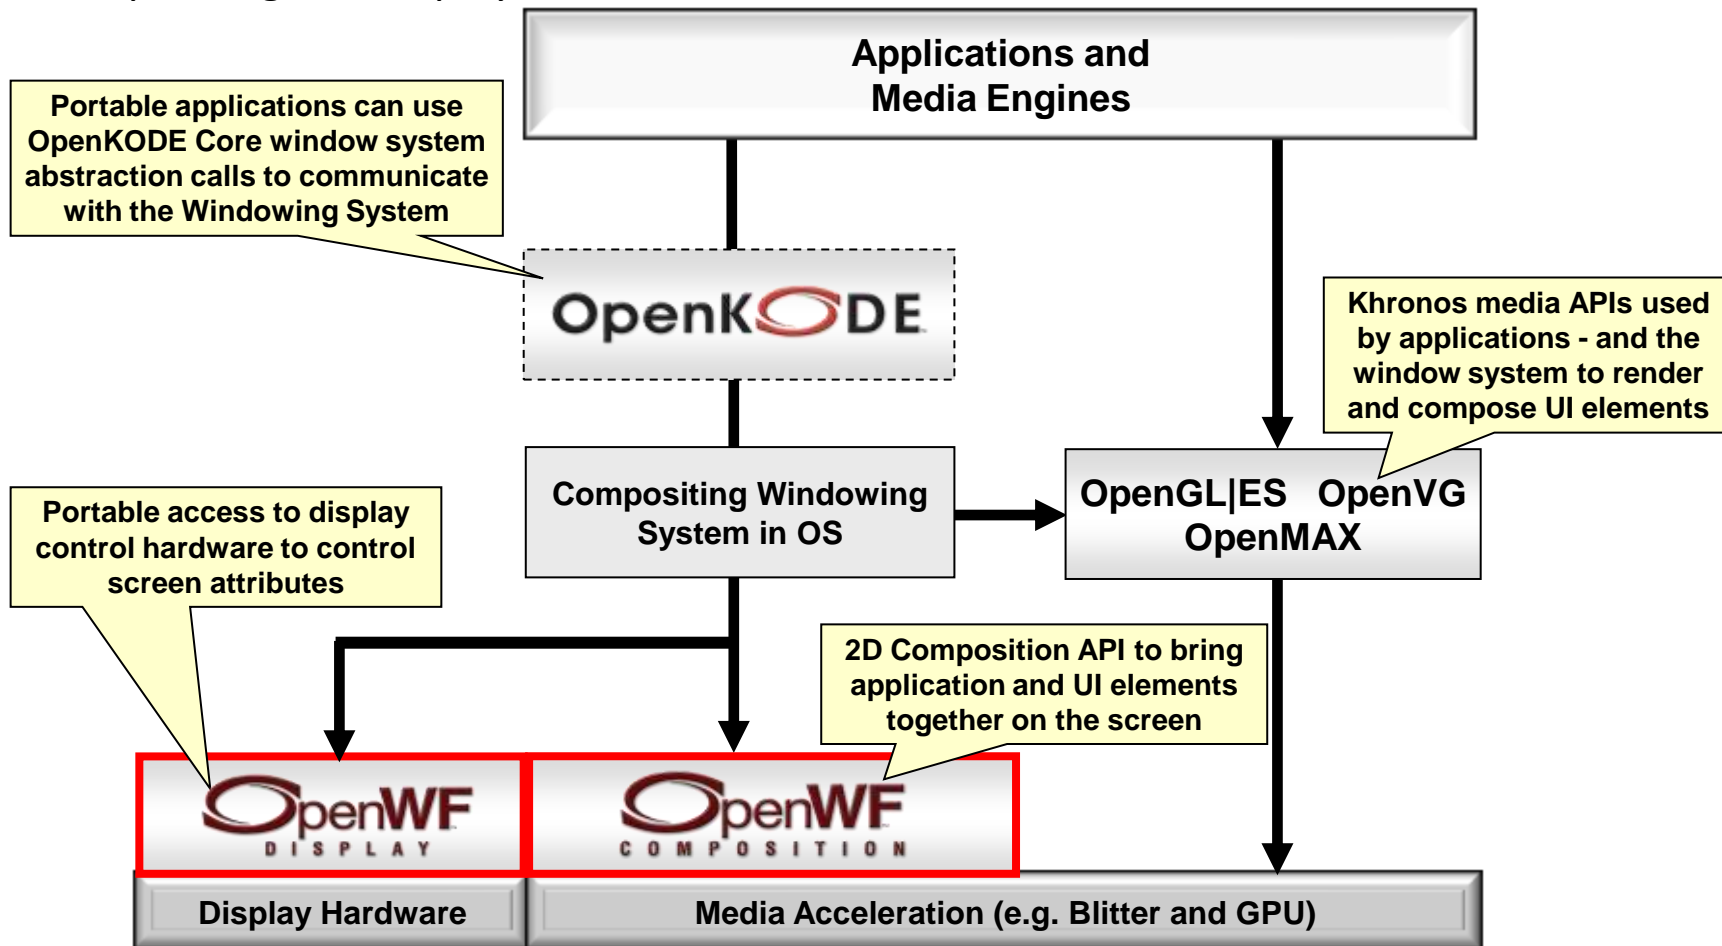 Applications and
Media Engines
Portable applications can use
OpenKODE Core window system
abstraction calls to communicate
with the Windowing System
OpenKODE
Khronos media APIs used
by applications - and the
window system to render
and compose UI elements
Compositing Windowing
System in OS
OpenGL|ES OpenVG
OpenMAX
Portable access to display
control hardware to control
screen attributes
2D Composition API to bring
application and UI elements
together on the screen
OpenWF
DISPLAY
OpenWF
COMPOSITION
Display Hardware
Media Acceleration (e.g. Blitter and GPU)